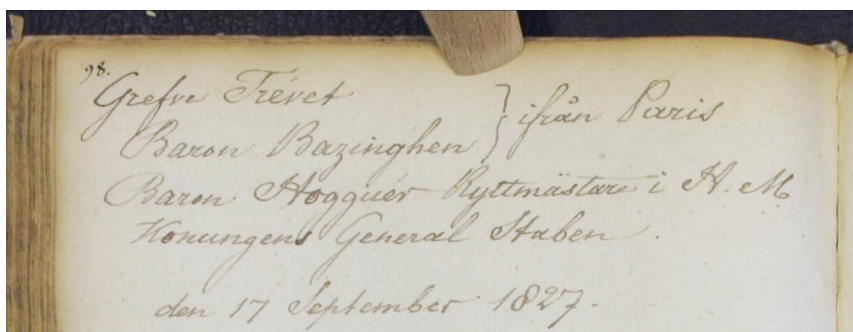 98.
Grefve Trévet
Baron Bazinghen } ifrån Paris
Baron Hogguér Ryttmästare i H. M
Konungens General Staben.
den 17 September 1827.